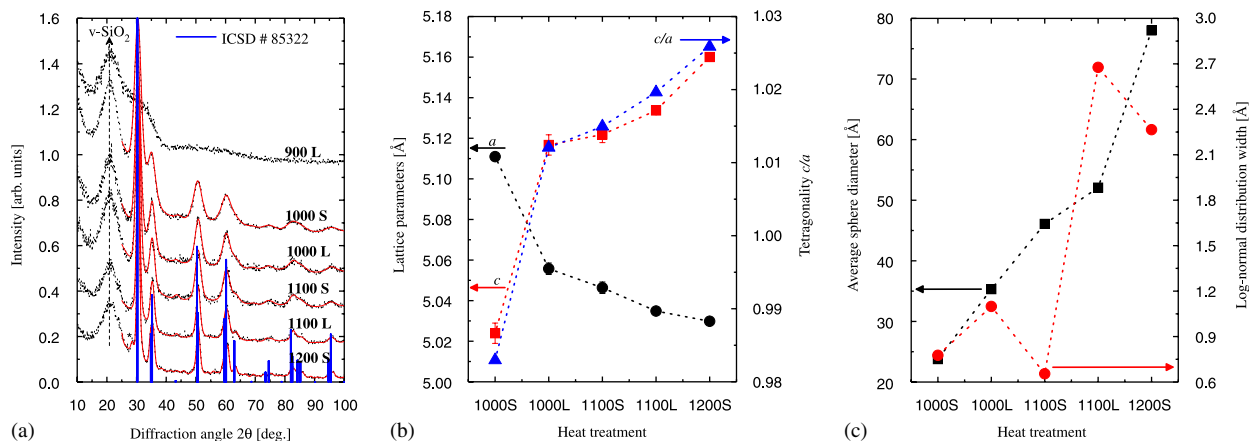 v-SiO2
ICSD # 85322
900 L
1000 S
1000 L
1100 S
1100 L
1200 S
1.6
1.4
1.2
1.0
0.8
0.6
0.4
0.2
0.0
Intensity [arb. units]
10 20 30 40 50 60 70 80 90 100
Diffraction angle 2θ [deg.]
(a)
5.18
5.16
5.14
5.12
5.10
5.08
5.06
5.04
5.02
5.00
Lattice parameters [Å]
a
c
c/a
1.03
1.02
1.01
1.00
0.99
0.98
Tetragonality c/a
1000S 1000L 1100S 1100L 1200S
Heat treatment
(b)
80
70
60
50
40
30
20
Average sphere diameter [Å]
3.0
2.7
2.4
2.1
1.8
1.5
1.2
0.9
0.6
Log-normal distribution width [Å]
1000S 1000L 1100S 1100L 1200S
Heat treatment
(c)